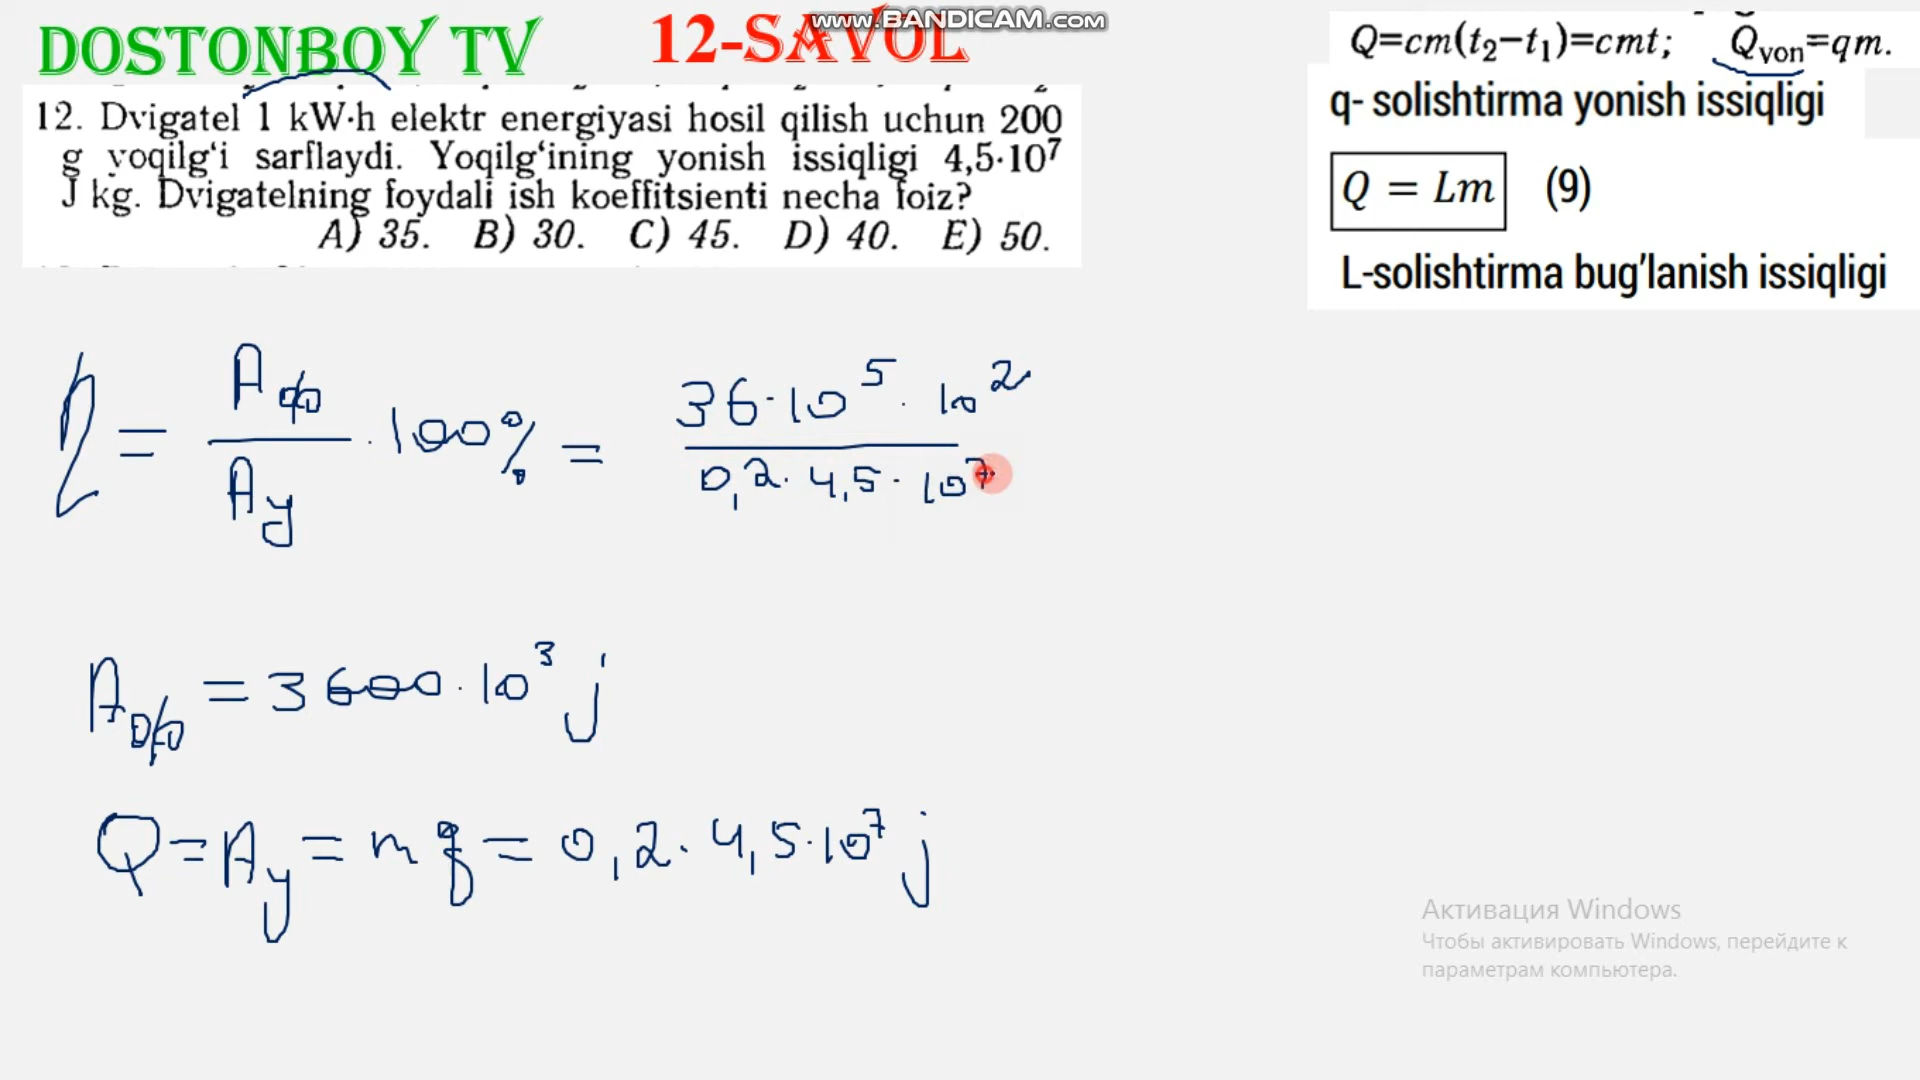 www.BANDICAM.com
DOSTONBOY TV
12-SAVOL
12. Dvigatel 1 kW·h elektr energiyasi hosil qilish uchun 200
g yoqilg‘i sarflaydi. Yoqilg‘ining yonish issiqligi 4,5·10⁷
J kg. Dvigatelning foydali ish koeffitsienti necha foiz?
A) 35. B) 30. C) 45. D) 40. E) 50.
Q=cm(t₂−t₁)=cmt; Qyon=qm.
q- solishtirma yonish issiqligi
Q = Lm (9)
L-solishtirma bug’lanish issiqligi
η = Aф/Ay · 100% = 36·10⁵ · 10² / 0,2 · 4,5 · 10⁷
Aф = 3600 · 10³ j
Q = Ay = mq = 0,2 · 4,5 · 10⁷ j
Активация Windows
Чтобы активировать Windows, перейдите к
параметрам компьютера.